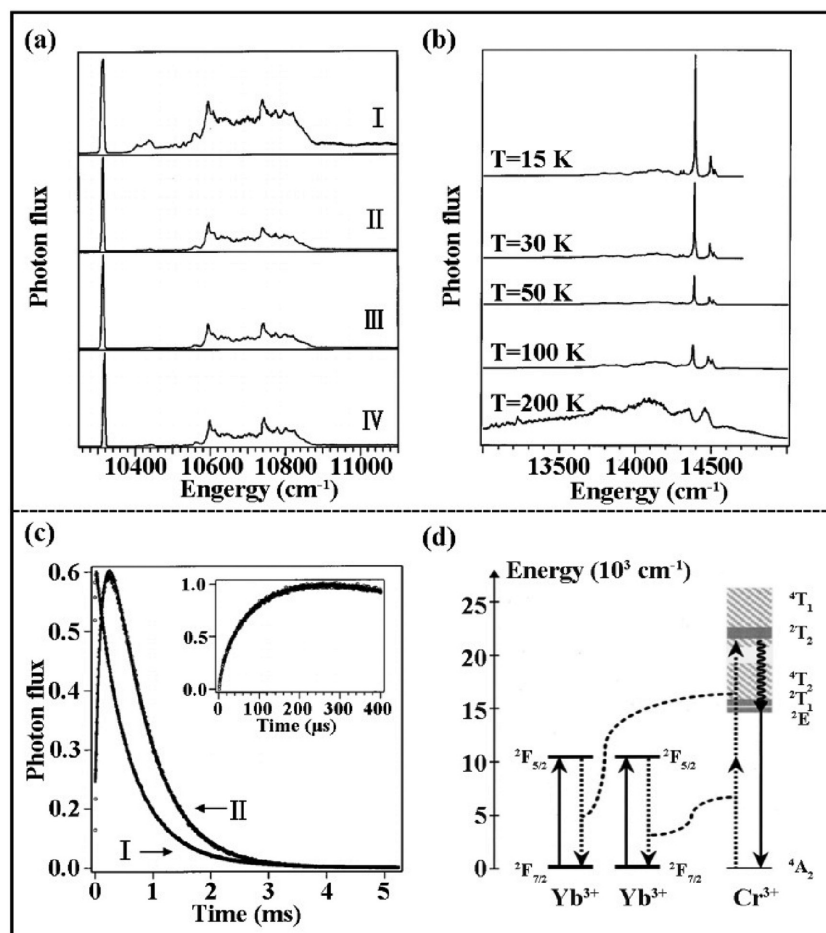 (a)
Photon flux
I
II
III
IV
10400 10600 10800 11000
Engergy (cm-1)
(b)
Photon flux
T=15 K
T=30 K
T=50 K
T=100 K
T=200 K
13500 14000 14500
Engergy (cm-1)
(c)
Photon flux
0.6
0.5
0.6
0.3
0.2
0.1
0.0
0 1 2 3 4 5
Time (ms)
I
II
1.0
0.5
0.0
0 100 200 300 400
Time (μs)
(d)
Energy (10³ cm-1)
25
20
15
10
5
0
⁴T₁
²T₂
⁴T₂
²T₁
²E
²F5/2 ²F5/2
²F7/2 ²F7/2 ⁴A₂
Yb³⁺ Yb³⁺ Cr³⁺